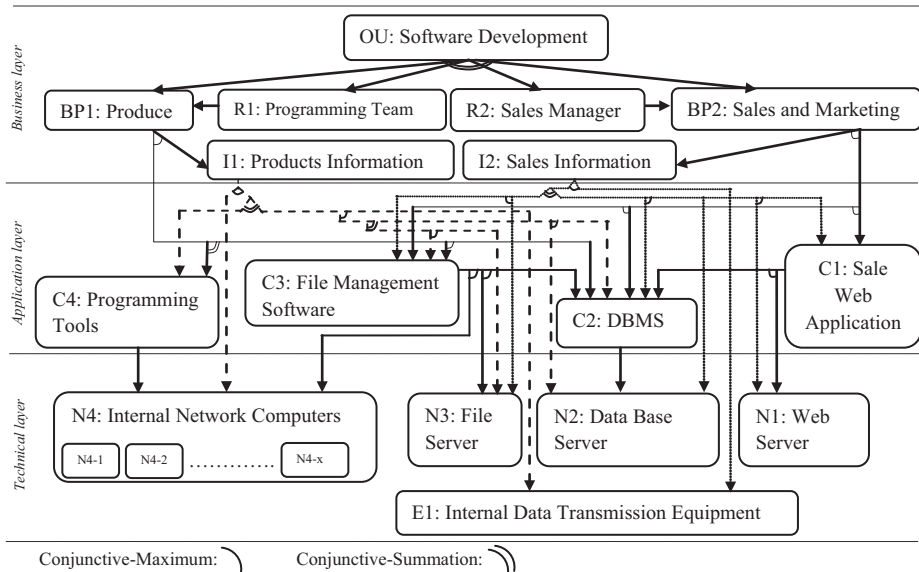 Business layer
OU: Software Development
BP1: Produce
R1: Programming Team
R2: Sales Manager
BP2: Sales and Marketing
I1: Products Information
I2: Sales Information
Application layer
C4: Programming
Tools
C3: File Management
Software
C2: DBMS
C1: Sale
Web
Application
Technical layer
N4: Internal Network Computers
N4-1
N4-2
.............
N4-x
N3: File
Server
N2: Data Base
Server
N1: Web
Server
E1: Internal Data Transmission Equipment
Conjunctive-Maximum:
Conjunctive-Summation: